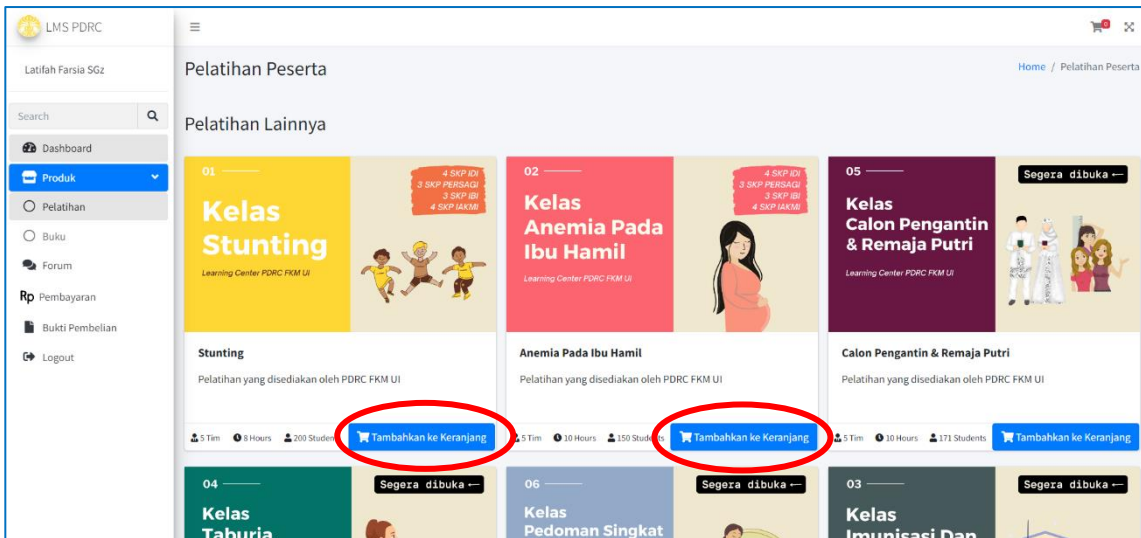 LMS PDRC
0
Latifah Farsia SGz
Pelatihan Peserta
Home / Pelatihan Peserta
Search
Dashboard
Produk
Pelatihan
Buku
Forum
Rp Pembayaran
Bukti Pembelian
Logout
Pelatihan Lainnya
01
4 SKP IDI
3 SKP PERSAGI
3 SKP IBI
4 SKP IAKMI
Kelas
Stunting
Learning Center PDRC FKM UI
Stunting
Pelatihan yang disediakan oleh PDRC FKM UI
5 Tim 8 Hours 200 Studen
Tambahkan ke Keranjang
02
4 SKP IDI
3 SKP PERSAGI
3 SKP IBI
4 SKP IAKMI
Kelas
Anemia Pada
Ibu Hamil
Learning Center PDRC FKM UI
Anemia Pada Ibu Hamil
Pelatihan yang disediakan oleh PDRC FKM UI
5 Tim 10 Hours 150 Students
Tambahkan ke Keranjang
05
Segera dibuka ←
Kelas
Calon Pengantin
& Remaja Putri
Learning Center PDRC FKM UI
Calon Pengantin & Remaja Putri
Pelatihan yang disediakan oleh PDRC FKM UI
5 Tim 10 Hours 171 Students
Tambahkan ke Keranjang
04
Segera dibuka ←
Kelas
Taburia
06
Segera dibuka ←
Kelas
Pedoman Singkat
03
Segera dibuka ←
Kelas
Imunisasi Dan